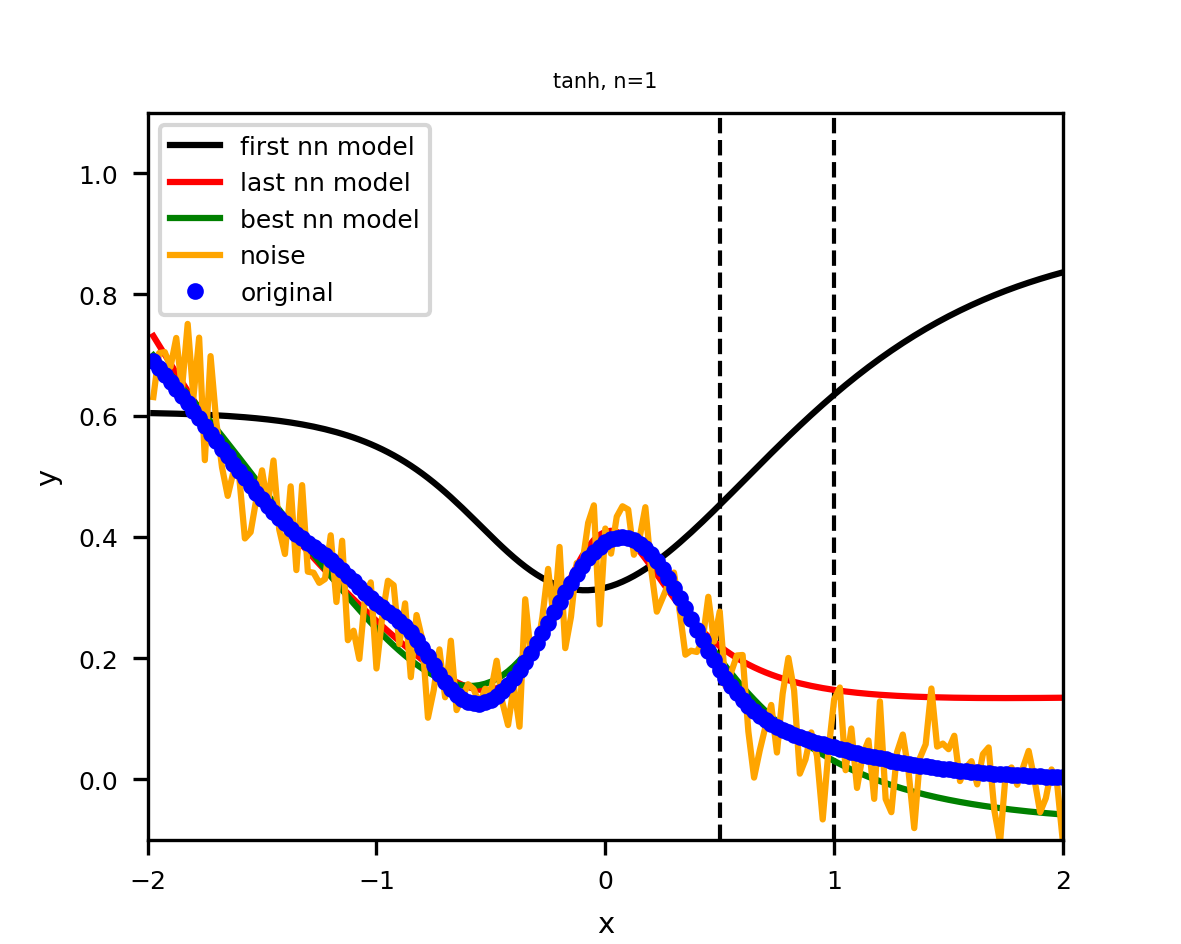 tanh, n=1
first nn model
last nn model
best nn model
noise
original
1.0
0.8
0.6
0.4
0.2
0.0
y
−2 −1 0 1 2
x